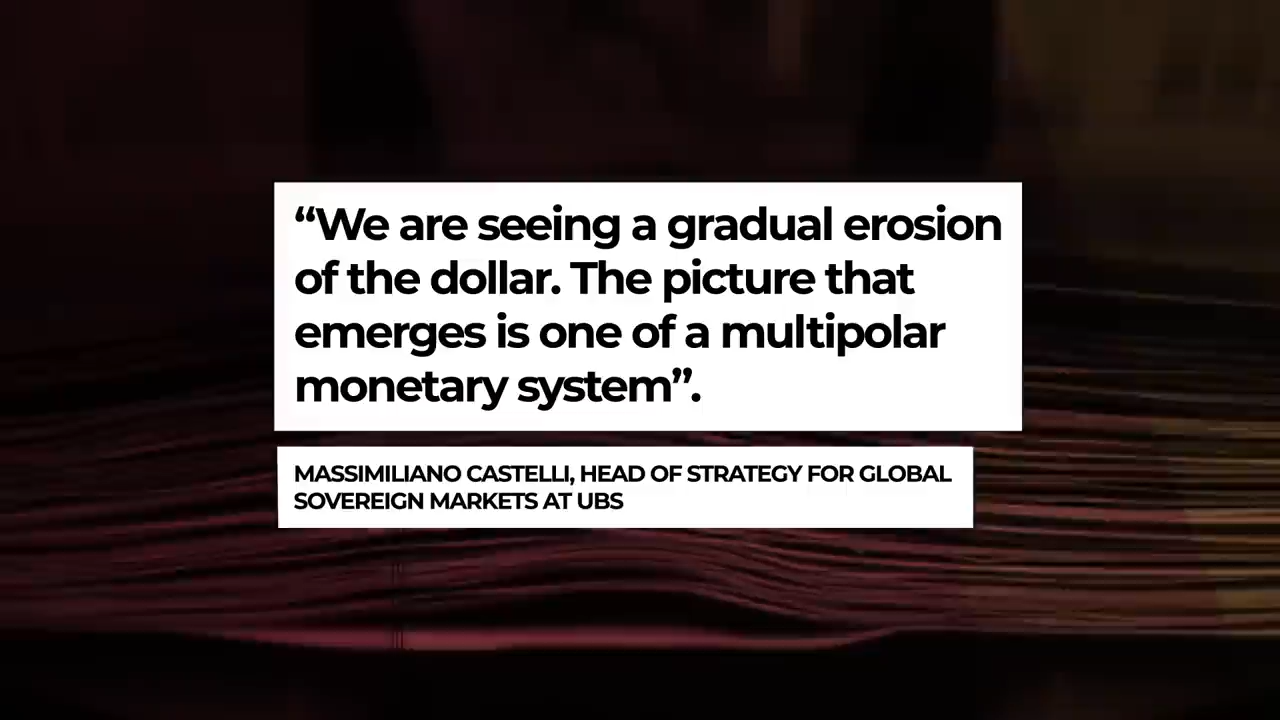 “We are seeing a gradual erosion
of the dollar. The picture that
emerges is one of a multipolar
monetary system”.
MASSIMILIANO CASTELLI, HEAD OF STRATEGY FOR GLOBAL
SOVEREIGN MARKETS AT UBS